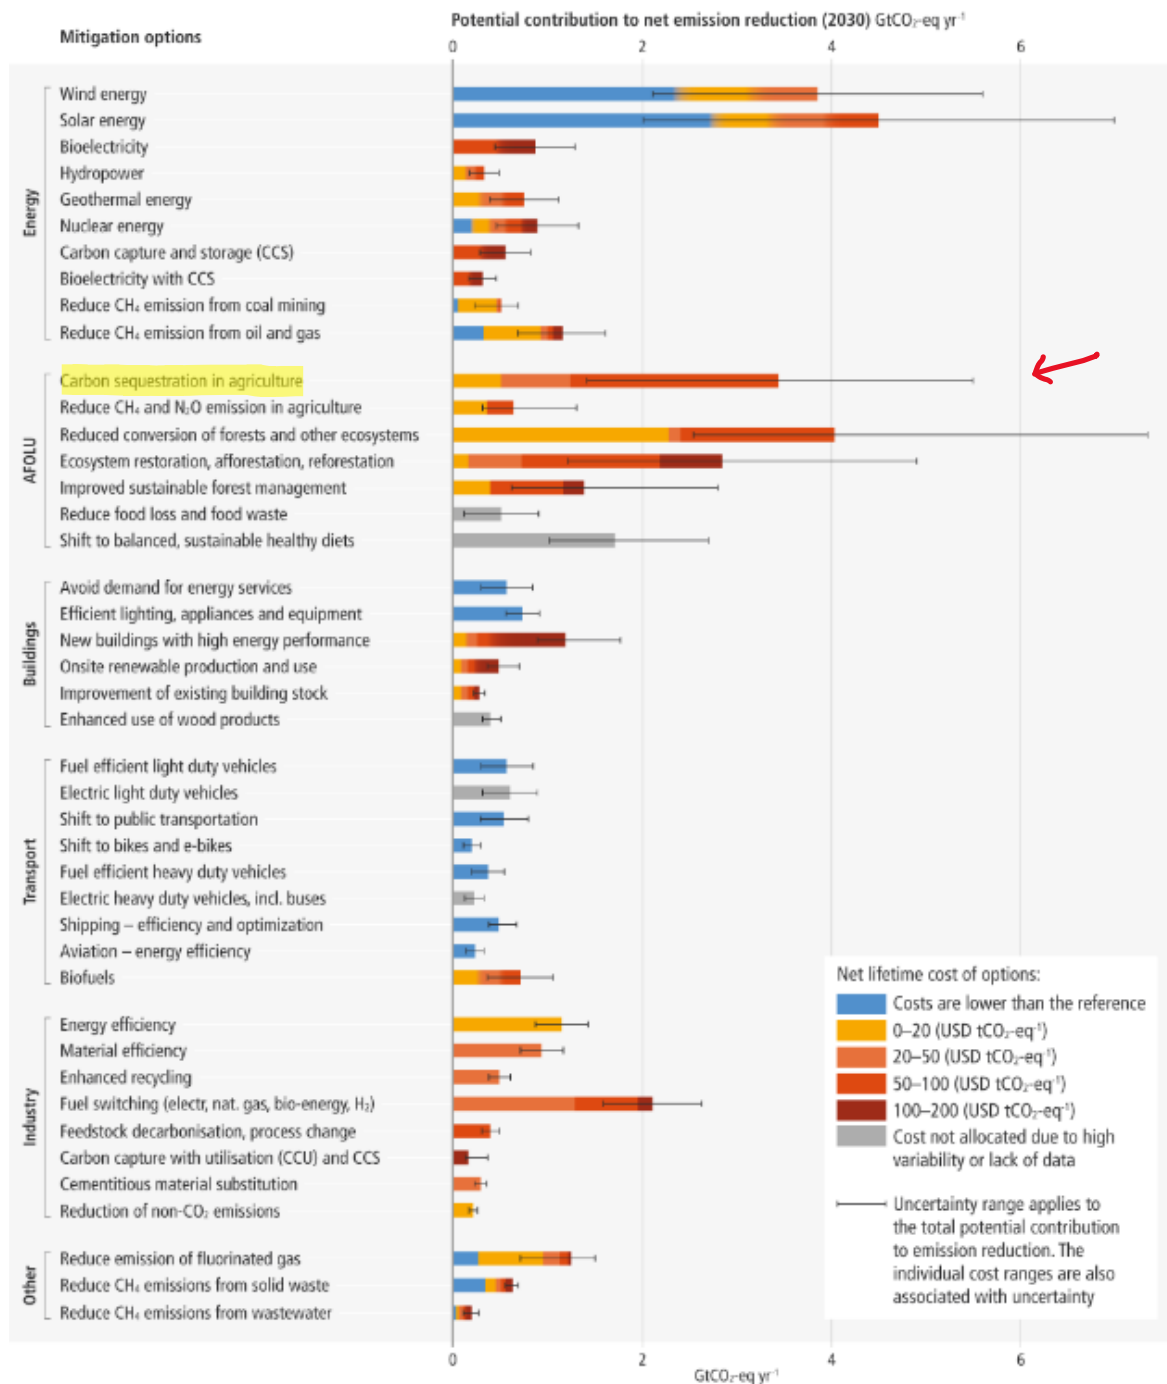 Potential contribution to net emission reduction (2030) GtCO₂-eq yr⁻¹
Mitigation options
0 2 4 6
Energy
Wind energy
Solar energy
Bioelectricity
Hydropower
Geothermal energy
Nuclear energy
Carbon capture and storage (CCS)
Bioelectricity with CCS
Reduce CH₄ emission from coal mining
Reduce CH₄ emission from oil and gas
AFOLU
Carbon sequestration in agriculture
Reduce CH₄ and N₂O emission in agriculture
Reduced conversion of forests and other ecosystems
Ecosystem restoration, afforestation, reforestation
Improved sustainable forest management
Reduce food loss and food waste
Shift to balanced, sustainable healthy diets
Buildings
Avoid demand for energy services
Efficient lighting, appliances and equipment
New buildings with high energy performance
Onsite renewable production and use
Improvement of existing building stock
Enhanced use of wood products
Transport
Fuel efficient light duty vehicles
Electric light duty vehicles
Shift to public transportation
Shift to bikes and e-bikes
Fuel efficient heavy duty vehicles
Electric heavy duty vehicles, incl. buses
Shipping – efficiency and optimization
Aviation – energy efficiency
Biofuels
Industry
Energy efficiency
Material efficiency
Enhanced recycling
Fuel switching (electr, nat. gas, bio-energy, H₂)
Feedstock decarbonisation, process change
Carbon capture with utilisation (CCU) and CCS
Cementitious material substitution
Reduction of non-CO₂ emissions
Other
Reduce emission of fluorinated gas
Reduce CH₄ emissions from solid waste
Reduce CH₄ emissions from wastewater
Net lifetime cost of options:
Costs are lower than the reference
0–20 (USD tCO₂-eq⁻¹)
20–50 (USD tCO₂-eq⁻¹)
50–100 (USD tCO₂-eq⁻¹)
100–200 (USD tCO₂-eq⁻¹)
Cost not allocated due to high
variability or lack of data
Uncertainty range applies to
the total potential contribution
to emission reduction. The
individual cost ranges are also
associated with uncertainty
0 2 4 6
GtCO₂-eq yr⁻¹